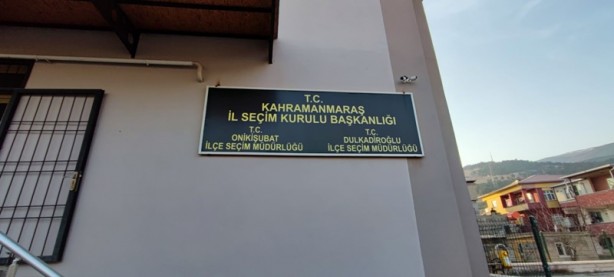 T.C.
KAHRAMANMARAŞ
İL SEÇİM KURULU BAŞKANLIĞI
T.C.
ONİKİŞUBAT
İLÇE SEÇİM MÜDÜRLÜĞÜ
T.C.
DULKADİROĞLU
İLÇE SEÇİM MÜDÜRLÜĞÜ